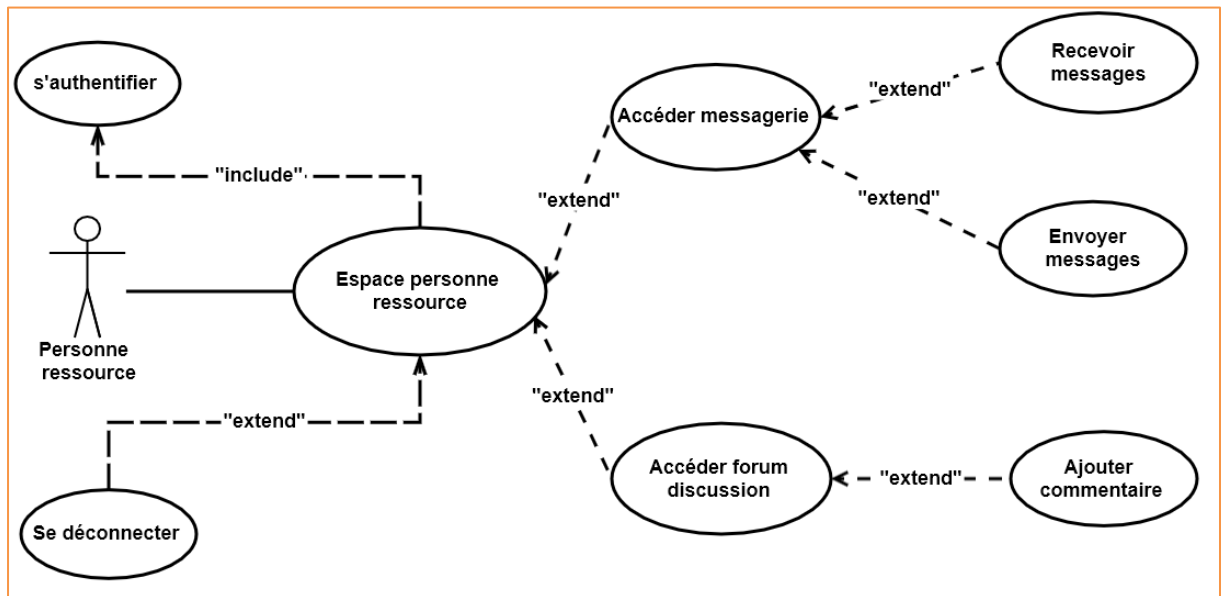 s'authentifier
"include"
Personne
ressource
Espace personne
ressource
"extend"
Se déconnecter
"extend"
Accéder messagerie
"extend"
Recevoir
messages
"extend"
Envoyer
messages
"extend"
Accéder forum
discussion
"extend"
Ajouter
commentaire